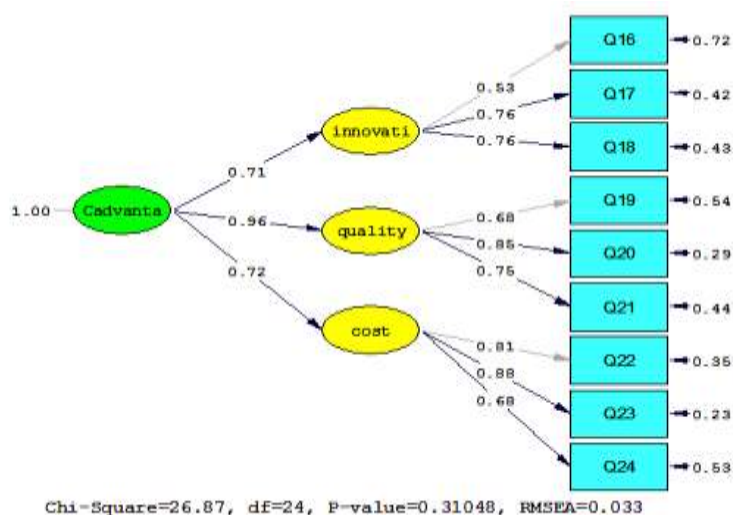 Q16
0.72
0.53
Q17
0.42
innovati
0.76
0.76
Q18
0.43
0.71
Q19
0.54
0.68
1.00
Cadvanta
0.96
quality
0.85
Q20
0.29
0.75
0.72
Q21
0.44
cost
0.81
Q22
0.35
0.88
0.68
Q23
0.23
Q24
0.53
Chi-Square=26.87, df=24, P-value=0.31048, RMSEA=0.033